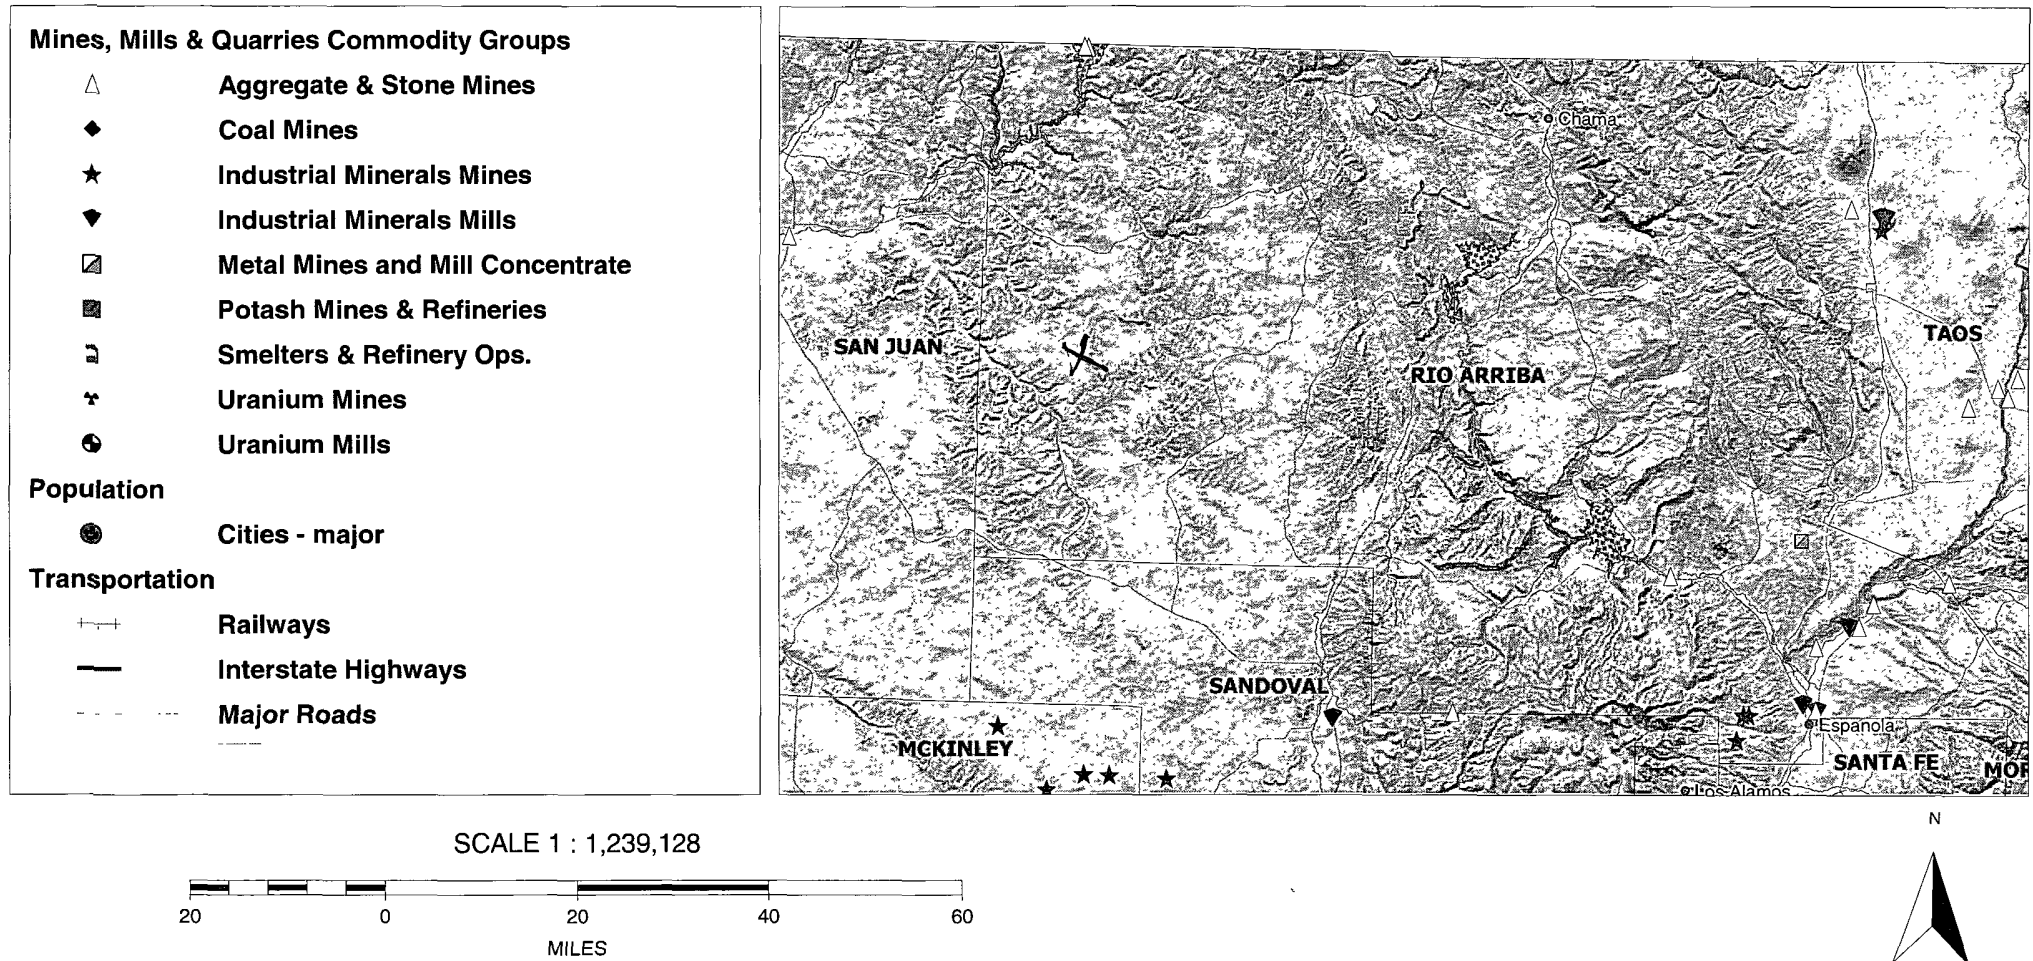 Mines, Mills & Quarries Commodity Groups
Aggregate & Stone Mines
Coal Mines
Industrial Minerals Mines
Industrial Minerals Mills
Metal Mines and Mill Concentrate
Potash Mines & Refineries
Smelters & Refinery Ops.
Uranium Mines
Uranium Mills
Population
Cities - major
Transportation
Railways
Interstate Highways
Major Roads
Chama
SAN JUAN
TAOS
RIO ARRIBA
SANDOVAL
Espanola
MCKINLEY
SANTA FE
MOR
Los Alamos
SCALE 1 : 1,239,128
20 0 20 40 60
MILES
N